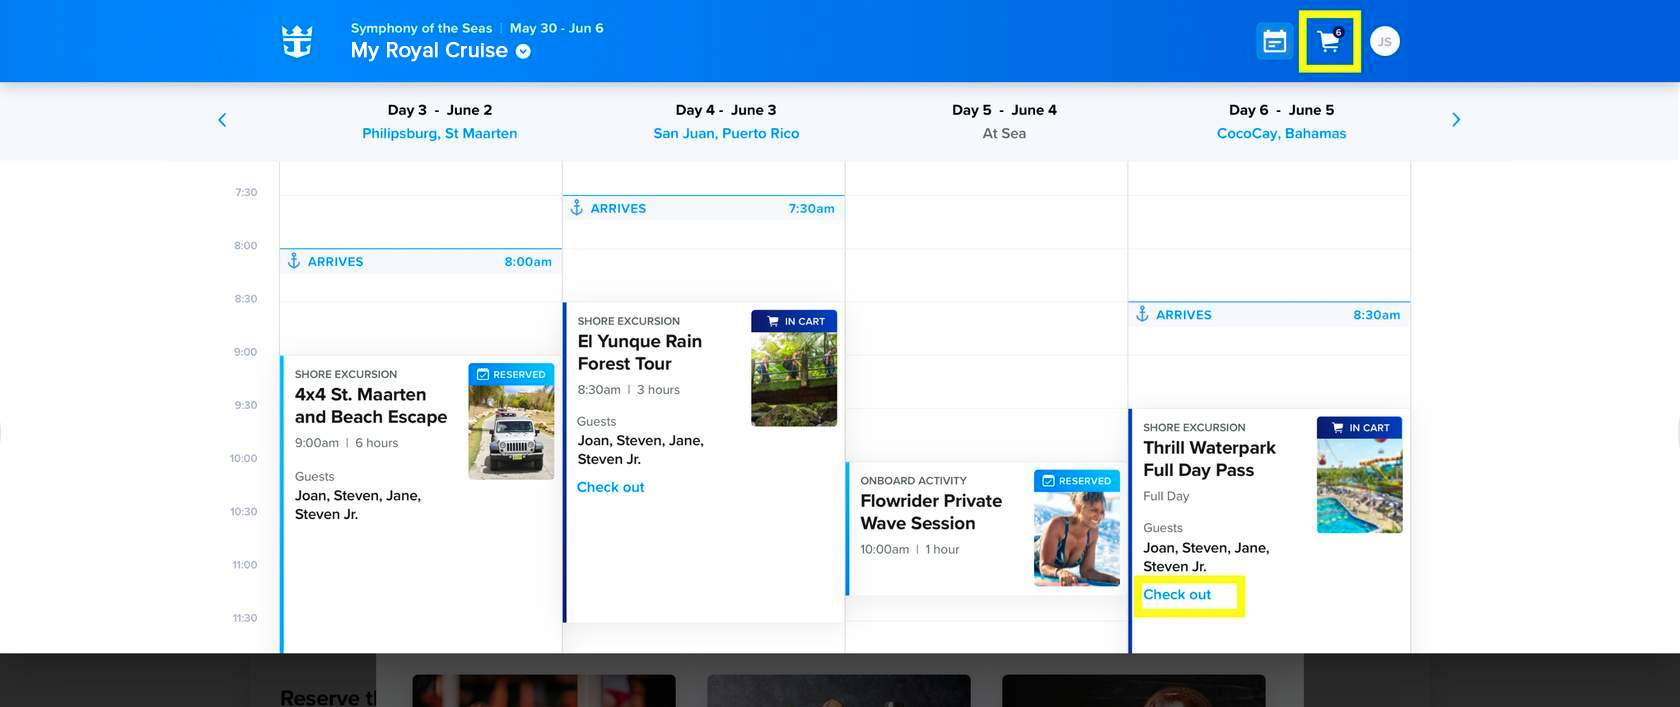 Symphony of the Seas | May 30 - Jun 6
My Royal Cruise
6
JS
Day 3 - June 2
Philipsburg, St Maarten
Day 4 - June 3
San Juan, Puerto Rico
Day 5 - June 4
At Sea
Day 6 - June 5
CocoCay, Bahamas
7:30
8:00
8:30
9:00
9:30
10:00
10:30
11:00
11:30
ARRIVES 8:00am
SHORE EXCURSION
RESERVED
4x4 St. Maarten
and Beach Escape
9:00am | 6 hours
Guests
Joan, Steven, Jane,
Steven Jr.
ARRIVES 7:30am
SHORE EXCURSION
IN CART
El Yunque Rain
Forest Tour
8:30am | 3 hours
Guests
Joan, Steven, Jane,
Steven Jr.
Check out
ONBOARD ACTIVITY
RESERVED
Flowrider Private
Wave Session
10:00am | 1 hour
ARRIVES 8:30am
SHORE EXCURSION
IN CART
Thrill Waterpark
Full Day Pass
Full Day
Guests
Joan, Steven, Jane,
Steven Jr.
Check out
Reserve t